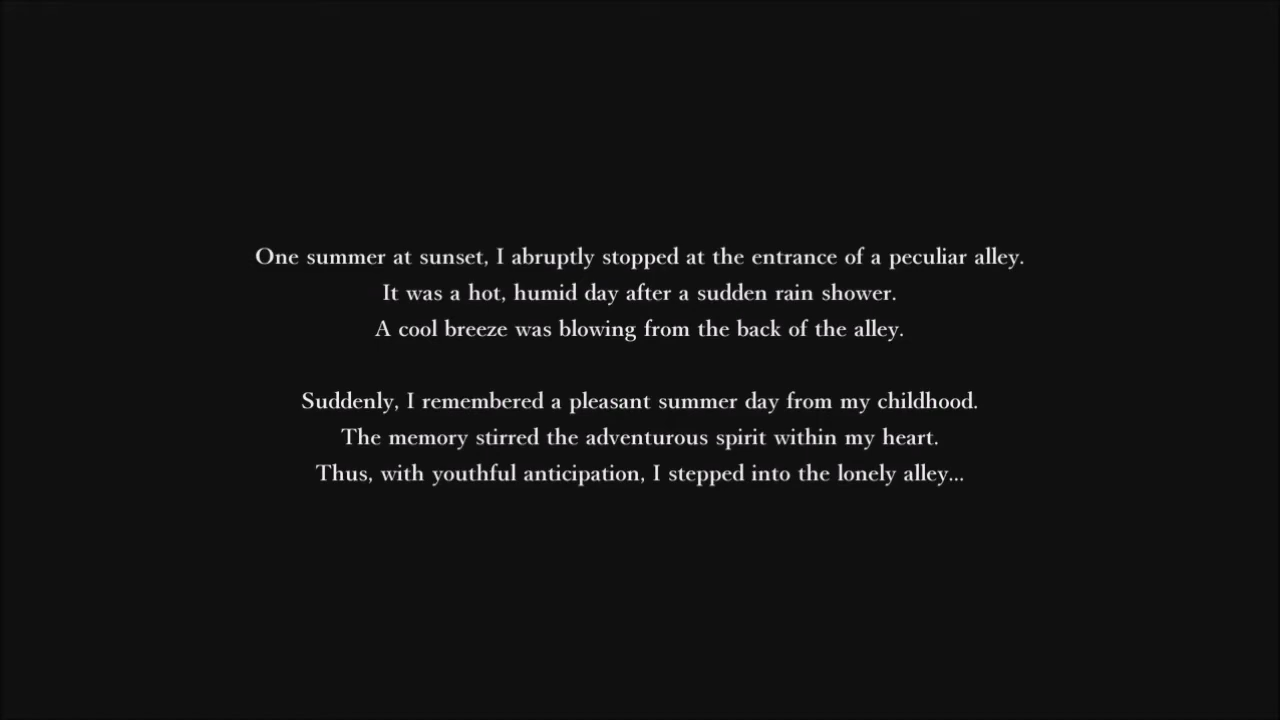 One summer at sunset, I abruptly stopped at the entrance of a peculiar alley.
It was a hot, humid day after a sudden rain shower.
A cool breeze was blowing from the back of the alley.
Suddenly, I remembered a pleasant summer day from my childhood.
The memory stirred the adventurous spirit within my heart.
Thus, with youthful anticipation, I stepped into the lonely alley...